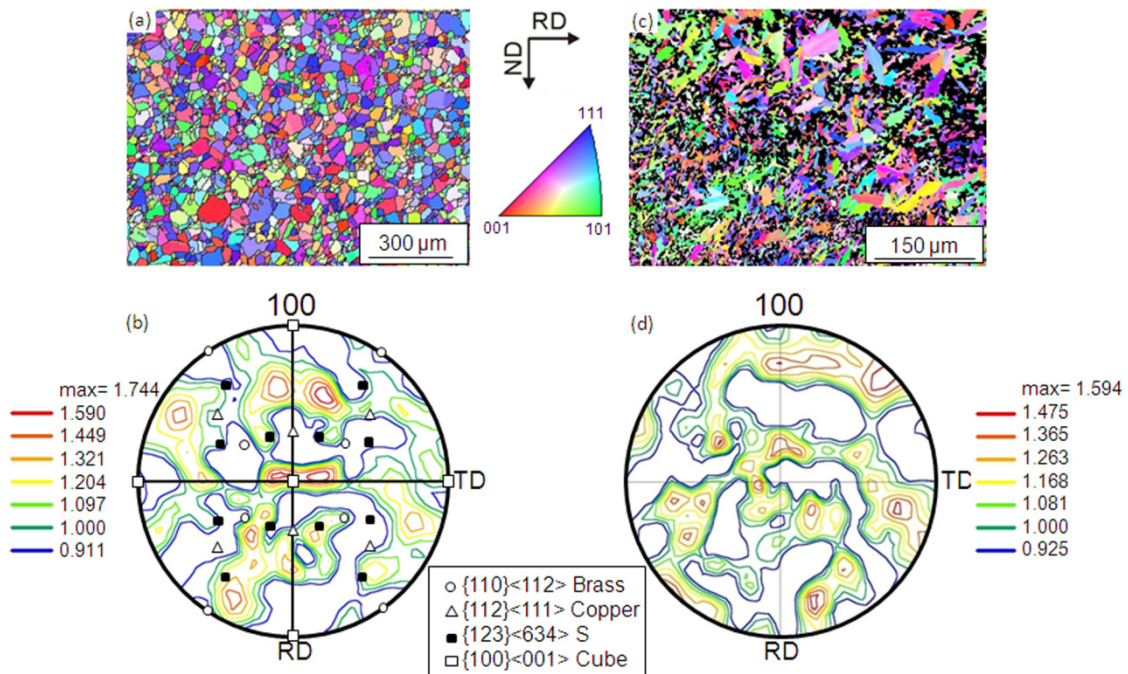 (a)
RD
ND
111
001
101
300 µm
(c)
150 µm
(b)
100
max= 1.744
1.590
1.449
1.321
1.204
1.097
1.000
0.911
TD
RD
{110}<112> Brass
{112}<111> Copper
{123}<634> S
{100}<001> Cube
(d)
100
TD
RD
max= 1.594
1.475
1.365
1.263
1.168
1.081
1.000
0.925